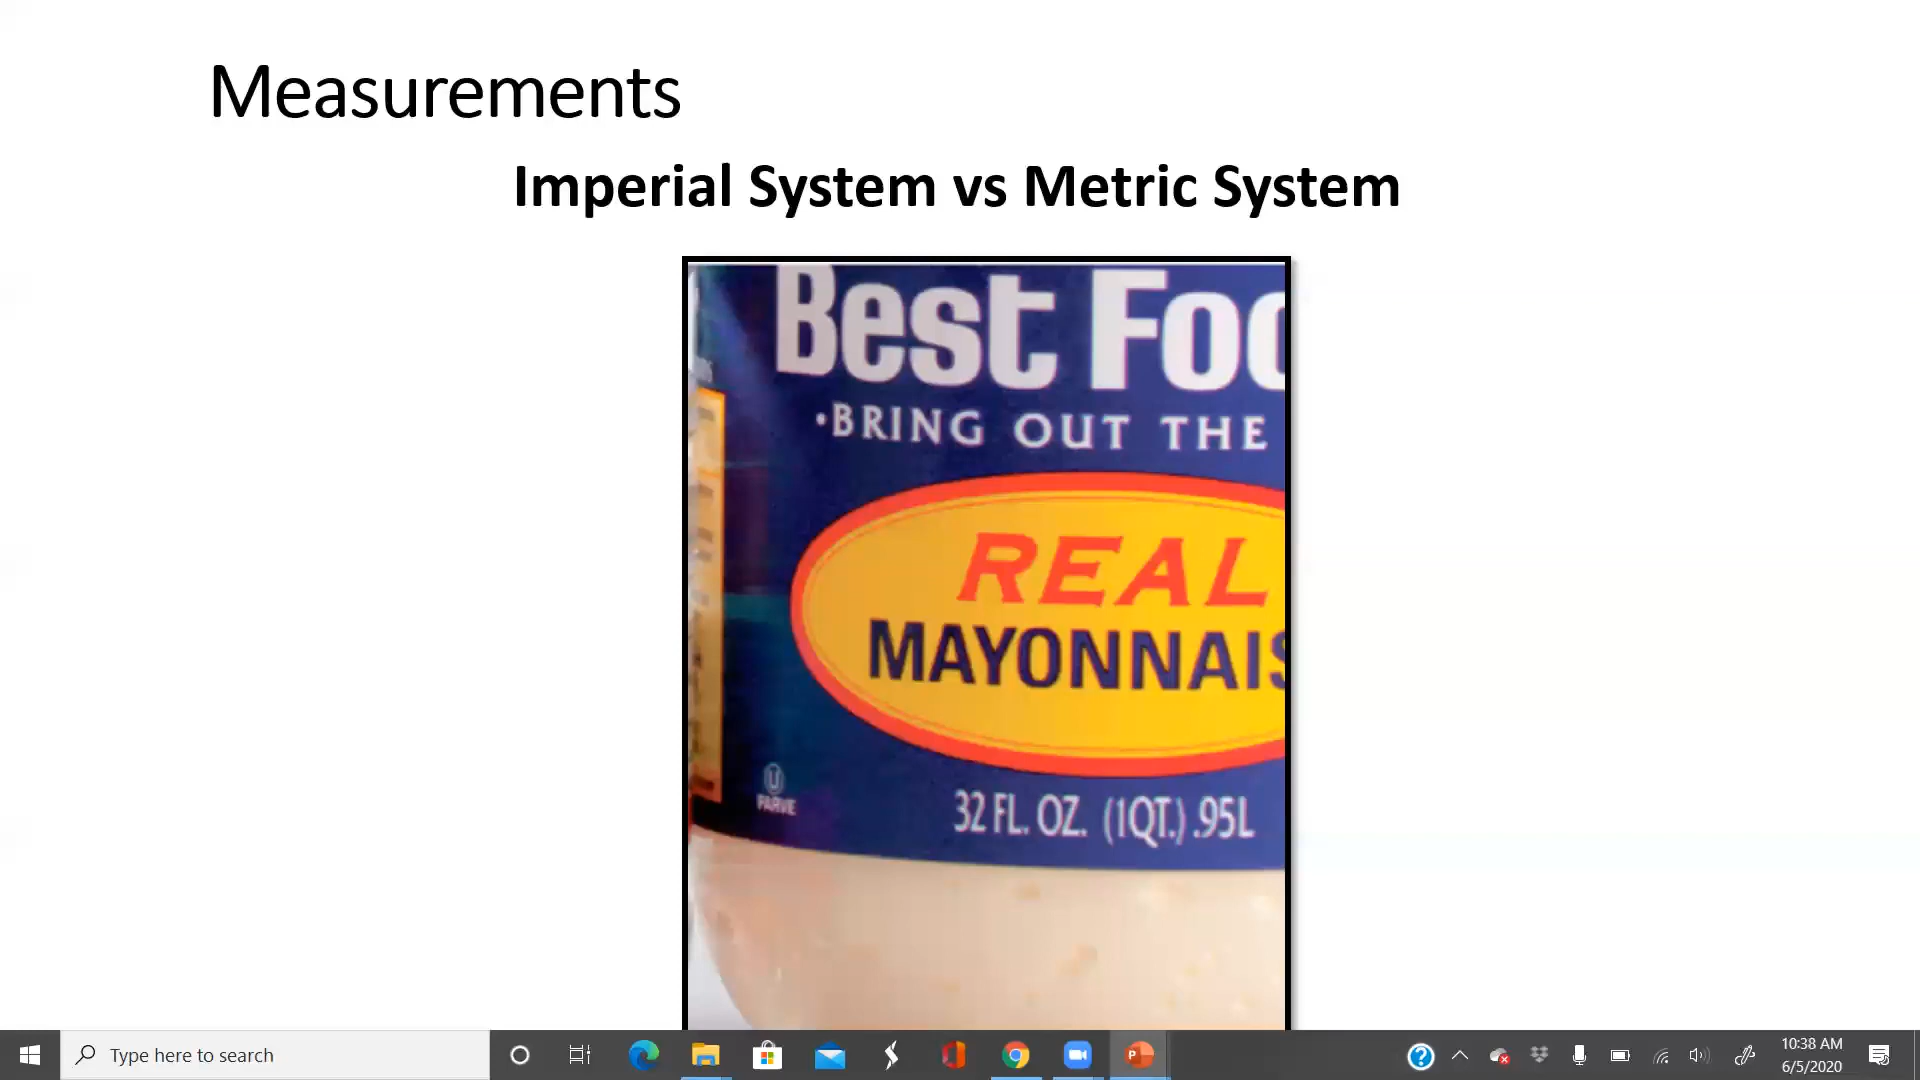 Measurements
Imperial System vs Metric System
Best Foo
•BRING OUT THE
REAL
MAYONNAIS
U
PARVE
32 FL. OZ. (1QT.) .95L
Type here to search
10:38 AM
6/5/2020